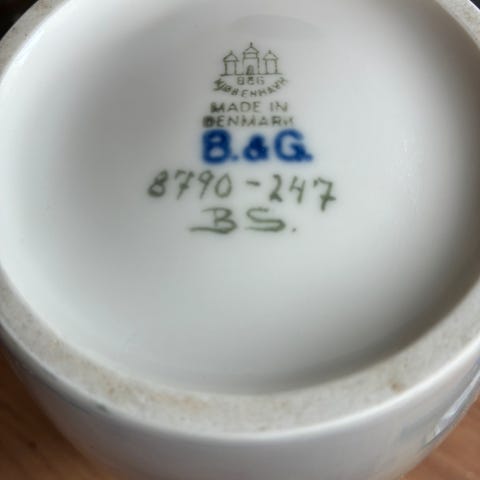 B&G
KJØBENHAVN
MADE IN
DENMARK
B.&G.
8790-247
BS.